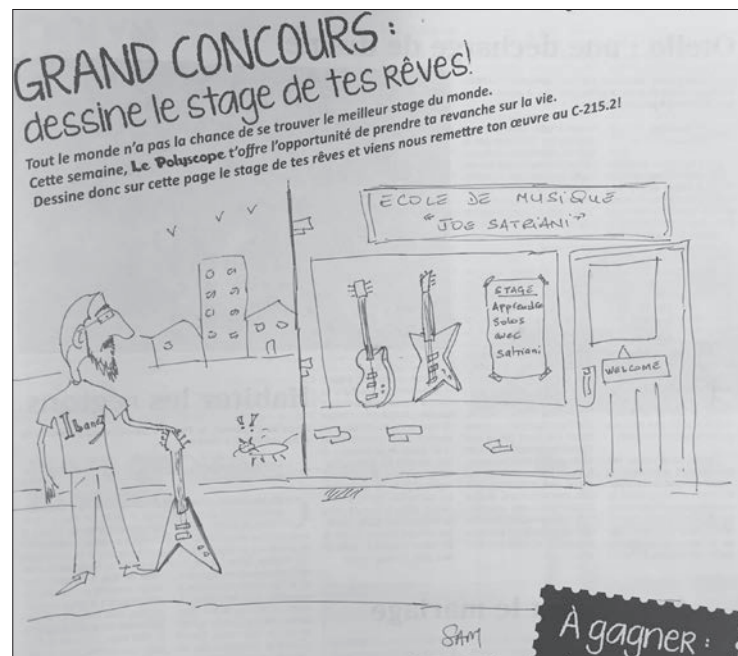 GRAND CONCOURS :
dessine le stage de tes rêves!
Tout le monde n'a pas la chance de se trouver le meilleur stage du monde.
Cette semaine, Le Polyscope t'offre l'opportunité de prendre ta revanche sur la vie.
Dessine donc sur cette page le stage de tes rêves et viens nous remettre ton œuvre au C-215.2!
ECOLE DE MUSIQUE
"JOE SATRIANI"
STAGE
Apprendre
Solos
avec
Satriani
WELCOME
SAM
À gagner :